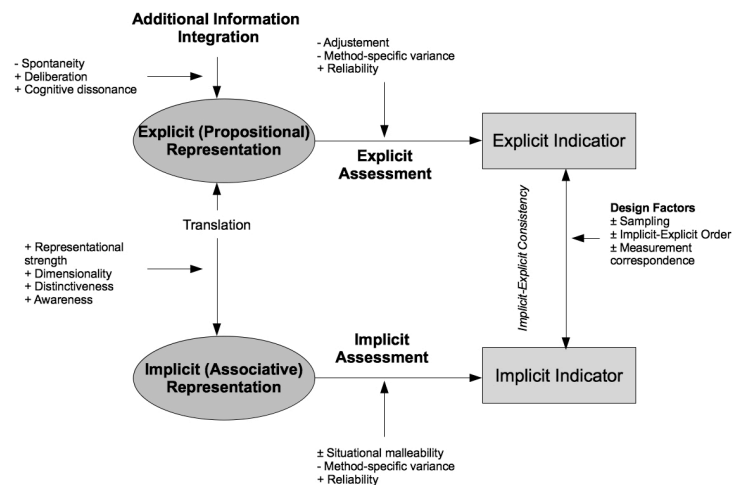 Additional Information
Integration
- Spontaneity
+ Deliberation
+ Cognitive dissonance
- Adjustement
- Method-specific variance
+ Reliability
Explicit (Propositional)
Representation
Explicit
Assessment
Explicit Indicatior
Translation
+ Representational
strength
+ Dimensionality
+ Distinctiveness
+ Awareness
Implicit-Explicit Consistency
Design Factors
± Sampling
± Implicit-Explicit Order
± Measurement
correspondence
Implicit (Associative)
Representation
Implicit
Assessment
Implicit Indicator
± Situational malleability
- Method-specific variance
+ Reliability